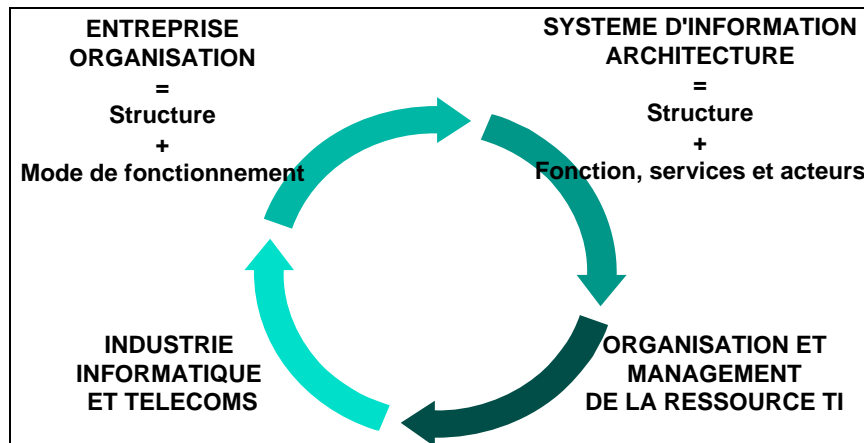 ENTREPRISE
ORGANISATION
=
Structure
+
Mode de fonctionnement
SYSTEME D'INFORMATION
ARCHITECTURE
=
Structure
+
Fonction, services et acteurs
INDUSTRIE
INFORMATIQUE
ET TELECOMS
ORGANISATION ET
MANAGEMENT
DE LA RESSOURCE TI